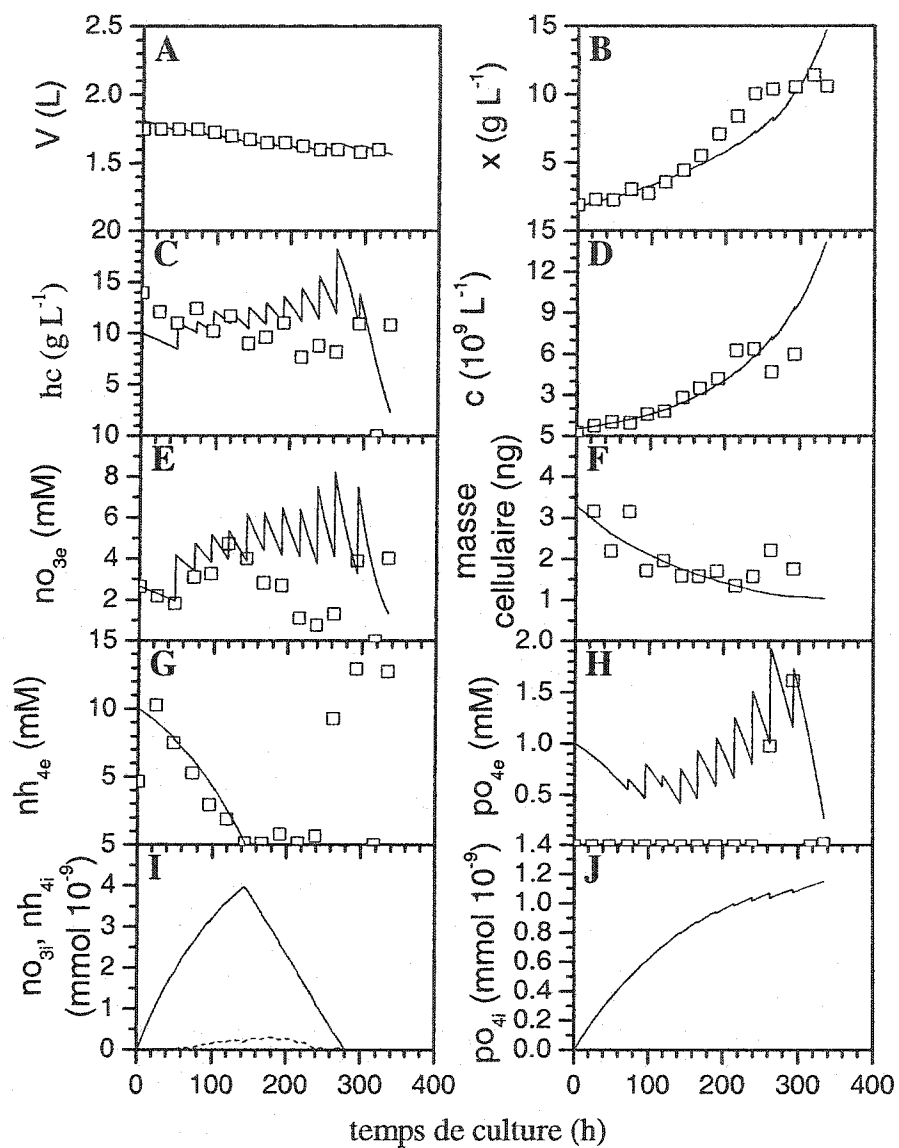 A
V (L)
2.5
2.0
1.5
20
B
x (g L⁻¹)
15
10
5
15
C
hc (g L⁻¹)
15
10
5
10
D
c (10⁹ L⁻¹)
12
9
6
3
5
E
no₃ₑ (mM)
8
6
4
2
15
F
masse
cellulaire (ng)
4
3
2
1
2.0
G
nh₄ₑ (mM)
10
5
5
H
po₄ₑ (mM)
1.5
1.0
0.5
1.4
I
no₃ᵢ, nh₄ᵢ
(mmol 10⁻⁹)
4
3
2
1
0
J
po₄ᵢ (mmol 10⁻⁹)
1.2
1.0
0.8
0.6
0.4
0.2
0.0
0 100 200 300 400
0 100 200 300 400
temps de culture (h)